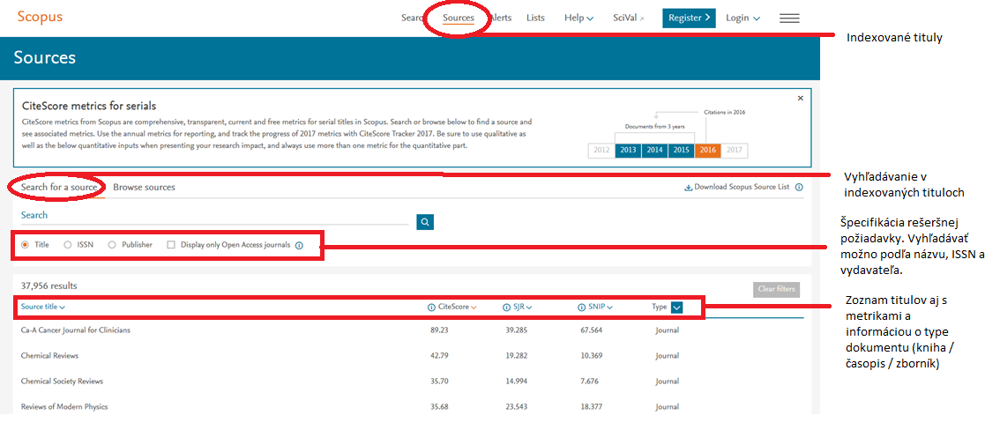 Scopus
Search Sources Alerts Lists Help SciVal Register Login
Indexované tituly
Sources
CiteScore metrics for serials
CiteScore metrics from Scopus are comprehensive, transparent, current and free metrics for serial titles in Scopus. Search or browse below to find a source and
see associated metrics. Use the annual metrics for reporting, and track the progress of 2017 metrics with CiteScore Tracker 2017. Be sure to use qualitative as
well as the below quantitative inputs when presenting your research impact, and always use more than one metric for the quantitative part.
Citations in 2016
Documents from 3 years
2012 2013 2014 2015 2016 2017
Search for a source Browse sources
Download Scopus Source List
Vyhľadávanie v
indexovaných tituloch
Search
Title ISSN Publisher Display only Open Access journals
Špecifikácia rešeršnej
požiadavky. Vyhľadávať
možno podľa názvu, ISSN a
vydavateľa.
37,956 results
Clear filters
Source title CiteScore SJR SNIP Type
Zoznam titulov aj s
metrikami a
informáciou o type
dokumentu (kniha /
časopis / zborník)
Ca-A Cancer Journal for Clinicians 89.23 39.285 67.564 Journal
Chemical Reviews 42.79 19.282 10.369 Journal
Chemical Society Reviews 35.70 14.994 7.676 Journal
Reviews of Modern Physics 35.68 23.543 18.377 Journal